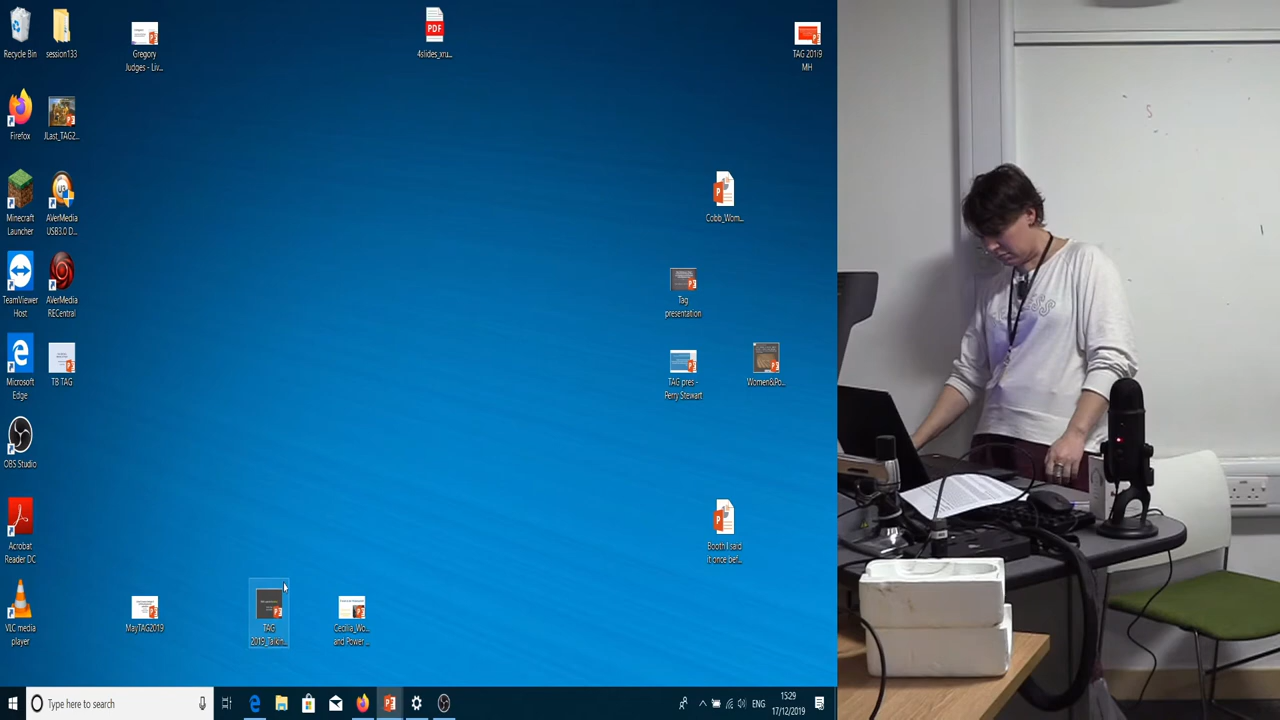 Recycle Bin
session133
Gregory
Judges - Liv...
PDF
4slides_xru...
TAG 2019
MH
Firefox
JLast_TAG2...
Minecraft
Launcher
AVerMedia
USB3.0 D...
Cobb_Wom...
TeamViewer
Host
AVerMedia
RECentral
Tag
presentation
Microsoft
Edge
TB TAG
TAG pres -
Perry Stewart
Women&Po...
OBS Studio
Acrobat
Reader DC
Booth I said
it once bef...
VLC media
player
MayTAG2019
TAG
2019_Talkin...
Cecilia_Wo...
and Power ...
Type here to search
ENG
15:29
17/12/2019